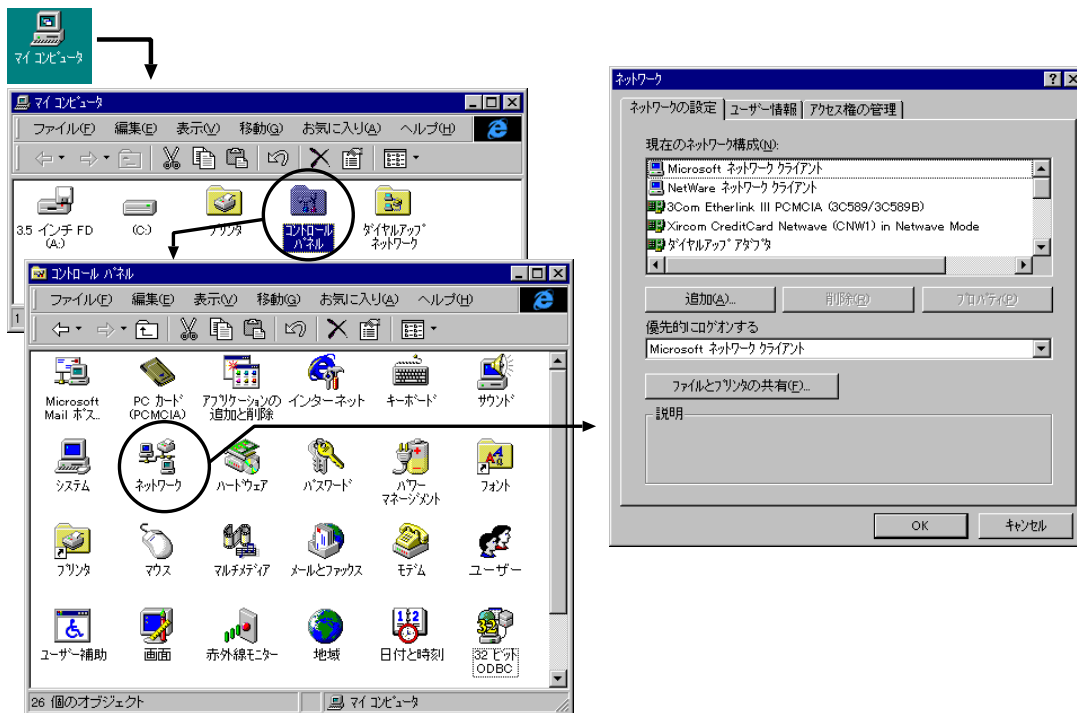 マイ コンピュータ
マイ コンピュータ
ファイル(F) 編集(E) 表示(V) 移動(G) お気に入り(A) ヘルプ(H)
3.5 インチ FD (A:)
(C:)
プリンタ
コントロール パネル
ダイヤルアップ ネットワーク
1
コントロール パネル
ファイル(F) 編集(E) 表示(V) 移動(G) お気に入り(A) ヘルプ(H)
Microsoft Mail ポス..
PC カード (PCMCIA)
アプリケーションの 追加と削除
インターネット
キーボード
サウンド
システム
ネットワーク
ハードウェア
パスワード
パワー マネージメント
フォント
プリンタ
マウス
マルチメディア
メールとファックス
モデム
ユーザー
ユーザー補助
画面
赤外線モニター
地域
日付と時刻
32 ビット ODBC
26 個のオブジェクト
マイ コンピュータ
ネットワーク
ネットワークの設定 ユーザー情報 アクセス権の管理
現在のネットワーク構成(N):
Microsoft ネットワーク クライアント
NetWare ネットワーク クライアント
3Com Etherlink III PCMCIA (3C589/3C589B)
Xircom CreditCard Netwave (CNW1) in Netwave Mode
ダイヤルアップ アダプタ
追加(A)... 削除(R) プロパティ(P)
優先的にログオンする
Microsoft ネットワーク クライアント
ファイルとプリンタの共有(F)...
説明
OK キャンセル